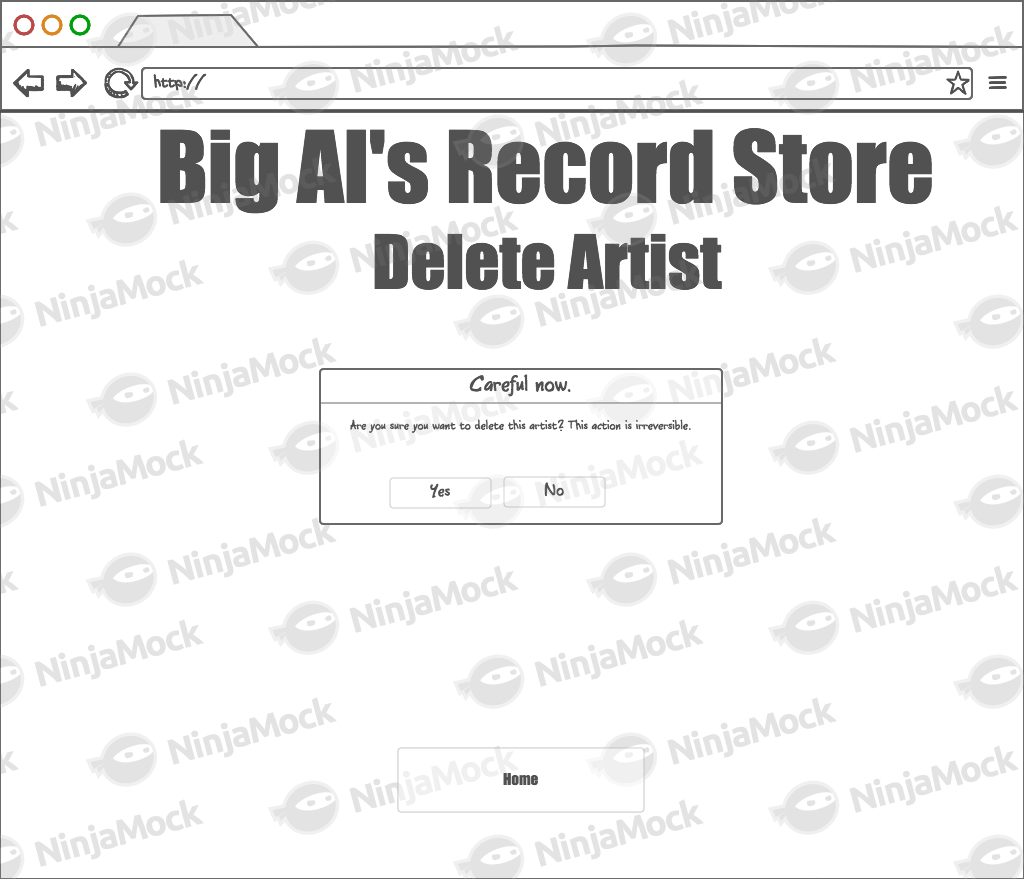 http://
Big Al's Record Store
Delete Artist
Careful now.
Are you sure you want to delete this artist? This action is irreversible.
Yes
No
Home
NinjaMock